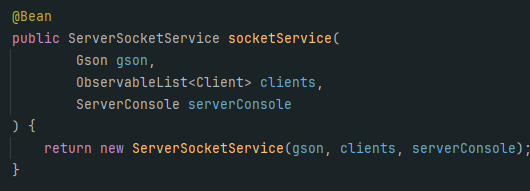 @Bean
public ServerSocketService socketService(
        Gson gson,
        ObservableList<Client> clients,
        ServerConsole serverConsole
) {
    return new ServerSocketService(gson, clients, serverConsole);
}